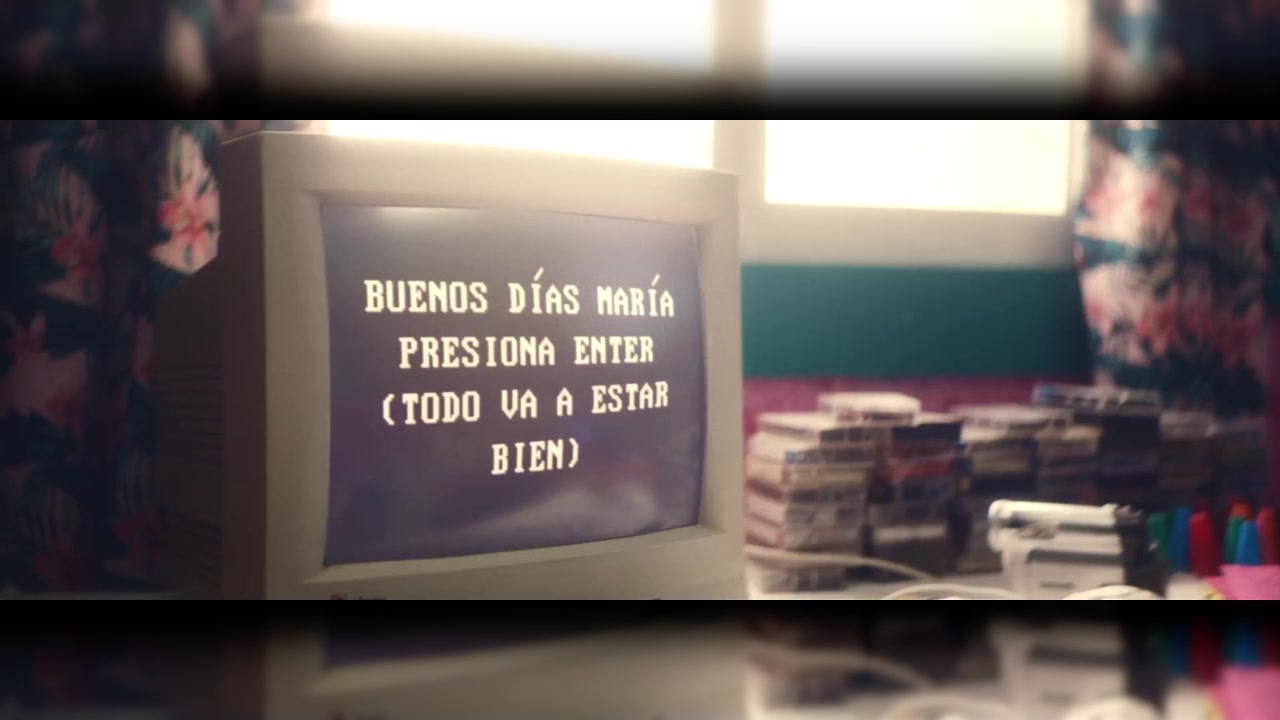 BUENOS DÍAS MARÍA
PRESIONA ENTER
(TODO VA A ESTAR
BIEN)